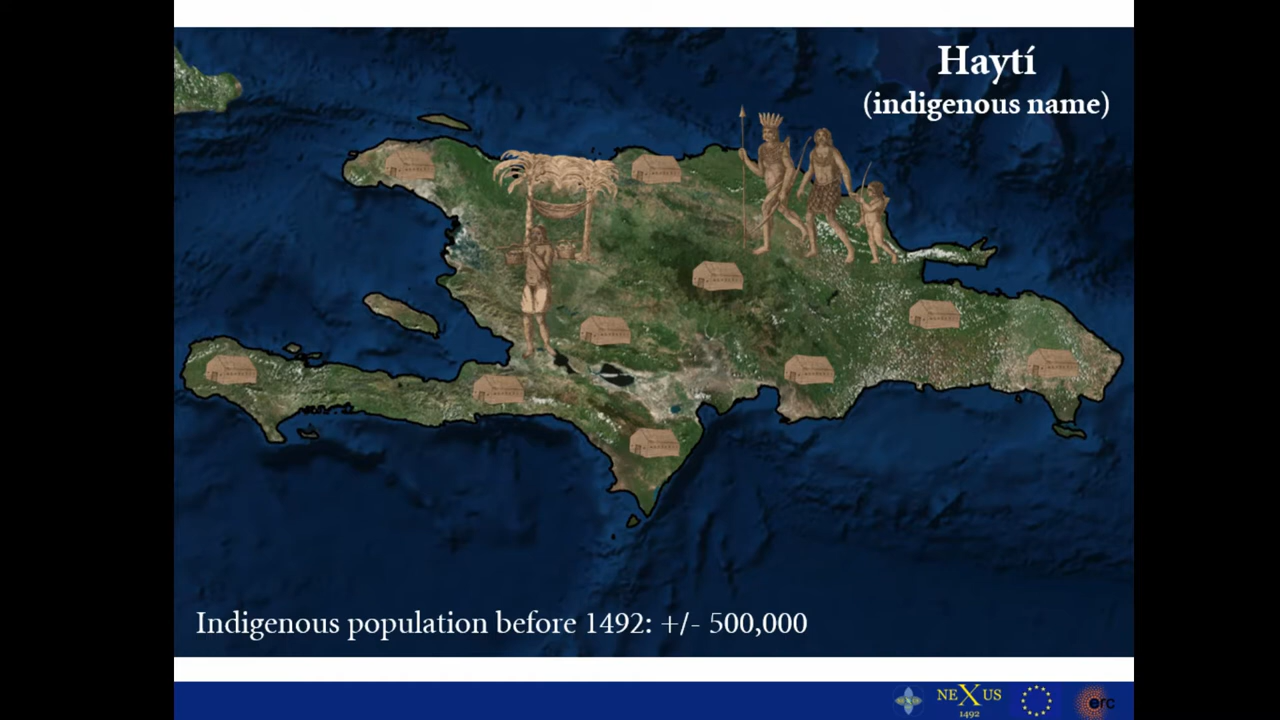 Haytí
(indigenous name)
Indigenous population before 1492: +/- 500,000
NEXUS
1492
erc